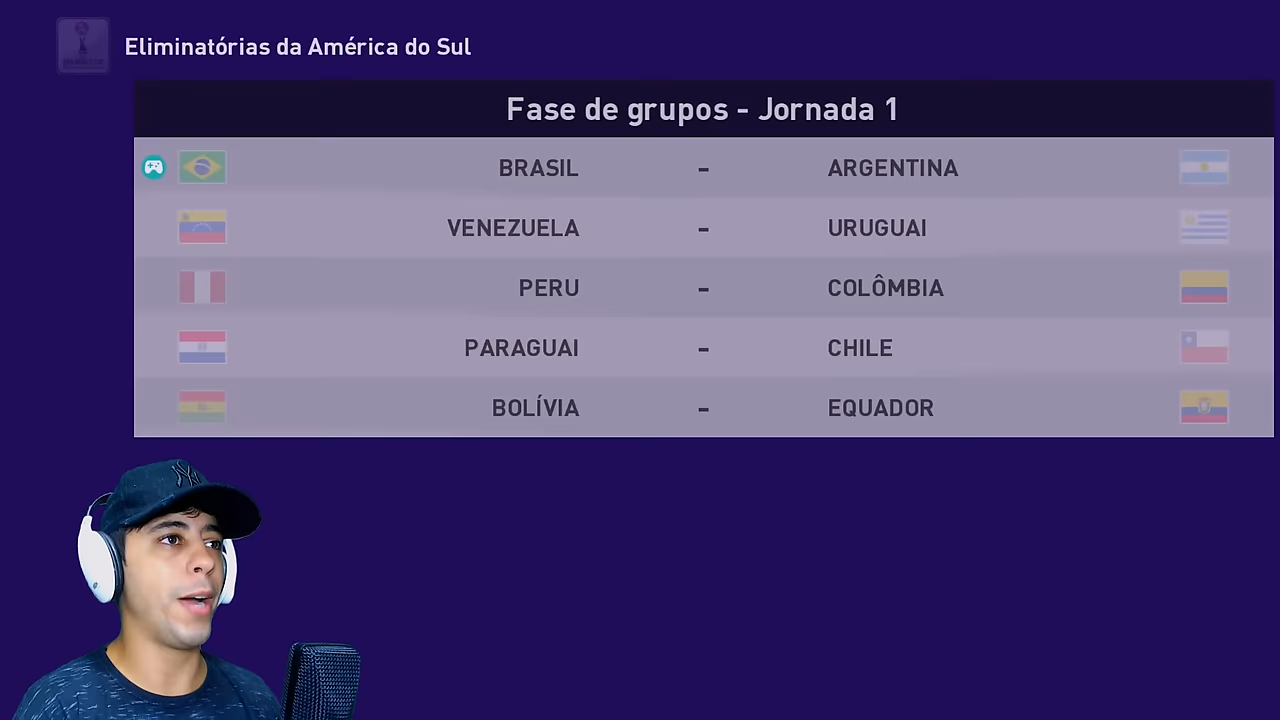 Eliminatórias da América do Sul
Fase de grupos - Jornada 1
BRASIL - ARGENTINA
VENEZUELA - URUGUAI
PERU - COLÔMBIA
PARAGUAI - CHILE
BOLÍVIA - EQUADOR
NY